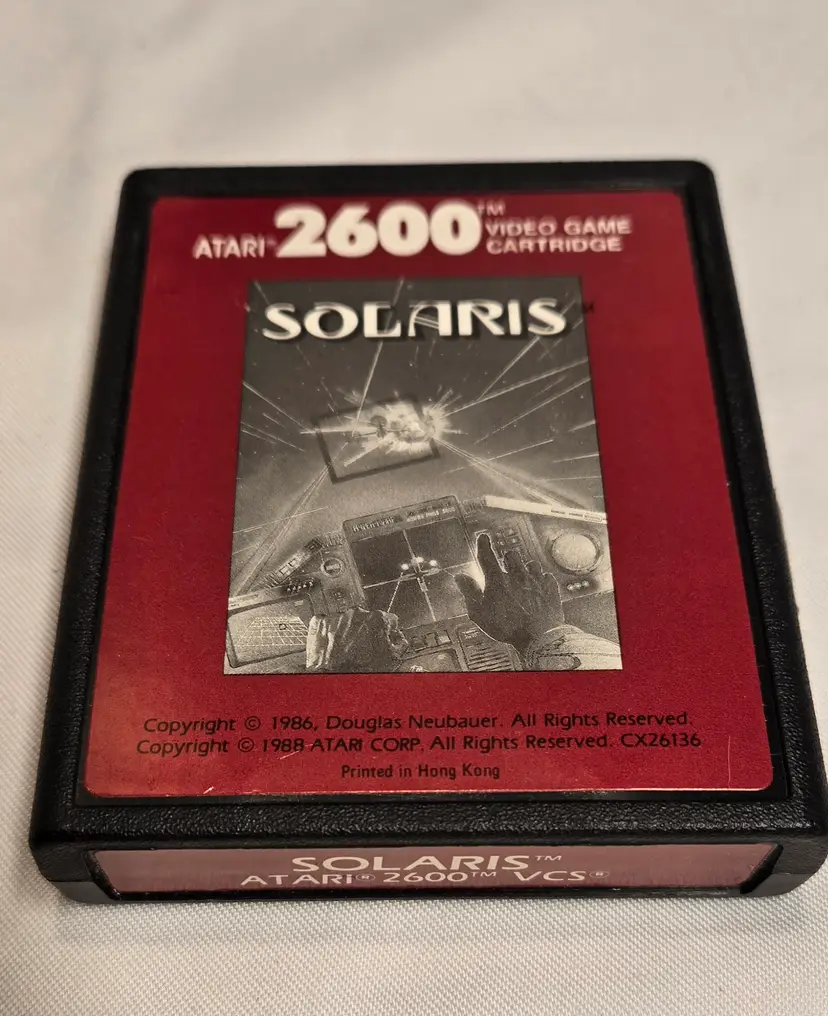 ATARI® 2600™ VIDEO GAME
CARTRIDGE
SOLARIS™
Copyright © 1986, Douglas Neubauer. All Rights Reserved.
Copyright © 1988 ATARI CORP. All Rights Reserved. CX26136
Printed in Hong Kong
SOLARIS™
ATARI® 2600™ VCS®